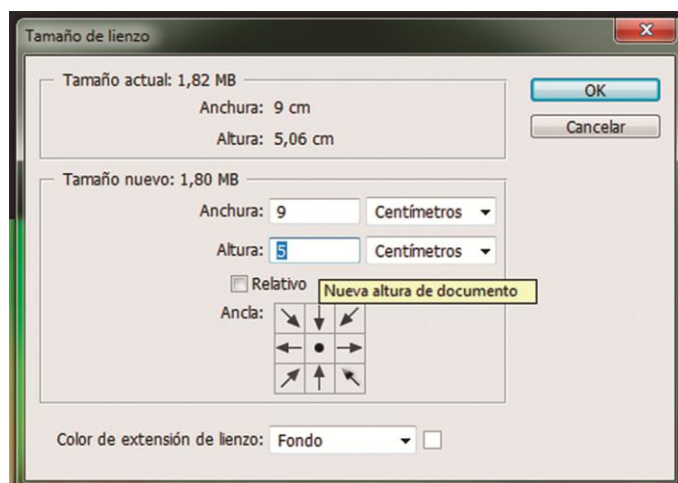 Tamaño de lienzo
Tamaño actual: 1,82 MB
Anchura: 9 cm
Altura: 5,06 cm
OK
Cancelar
Tamaño nuevo: 1,80 MB
Anchura: 9 Centímetros
Altura: 5 Centímetros
Relativo
Nueva altura de documento
Ancla:
Color de extensión de lienzo: Fondo